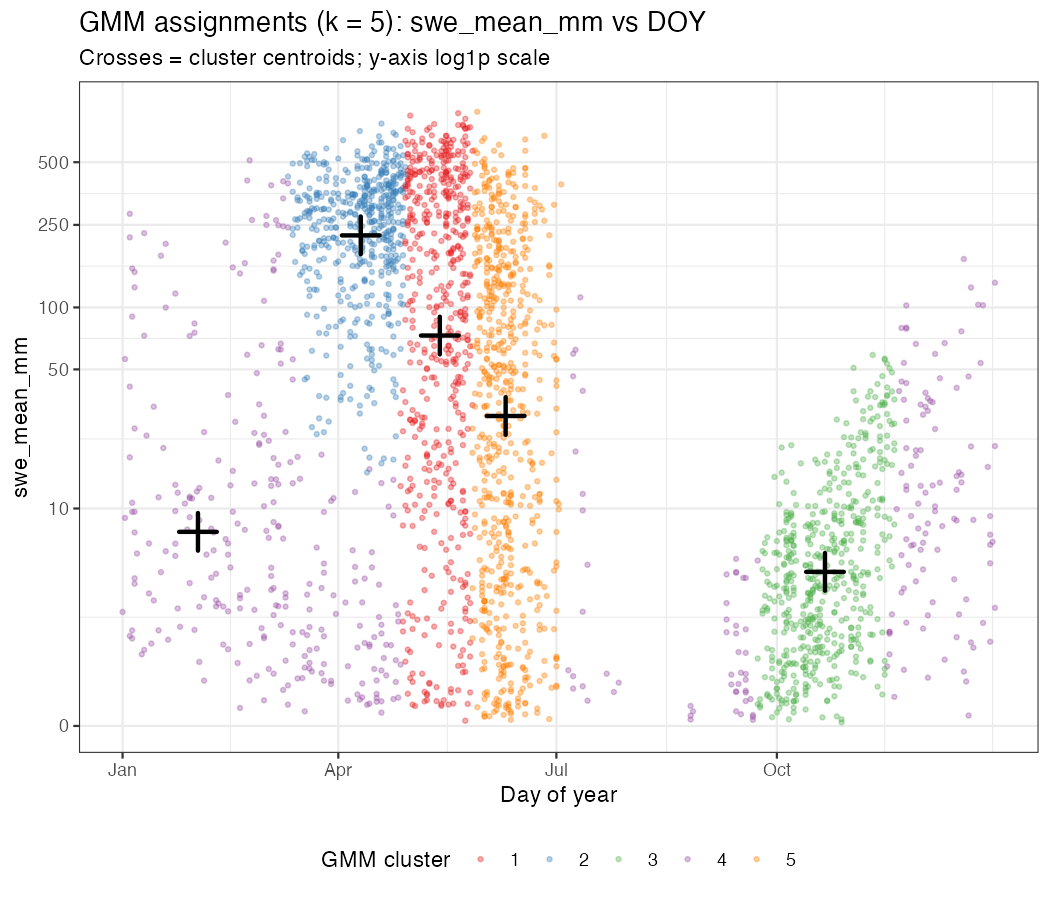 GMM assignments (k = 5): swe_mean_mm vs DOY
Crosses = cluster centroids; y-axis log1p scale
500
250
100
50
10
0
swe_mean_mm
Jan Apr Jul Oct
Day of year
GMM cluster 1 2 3 4 5